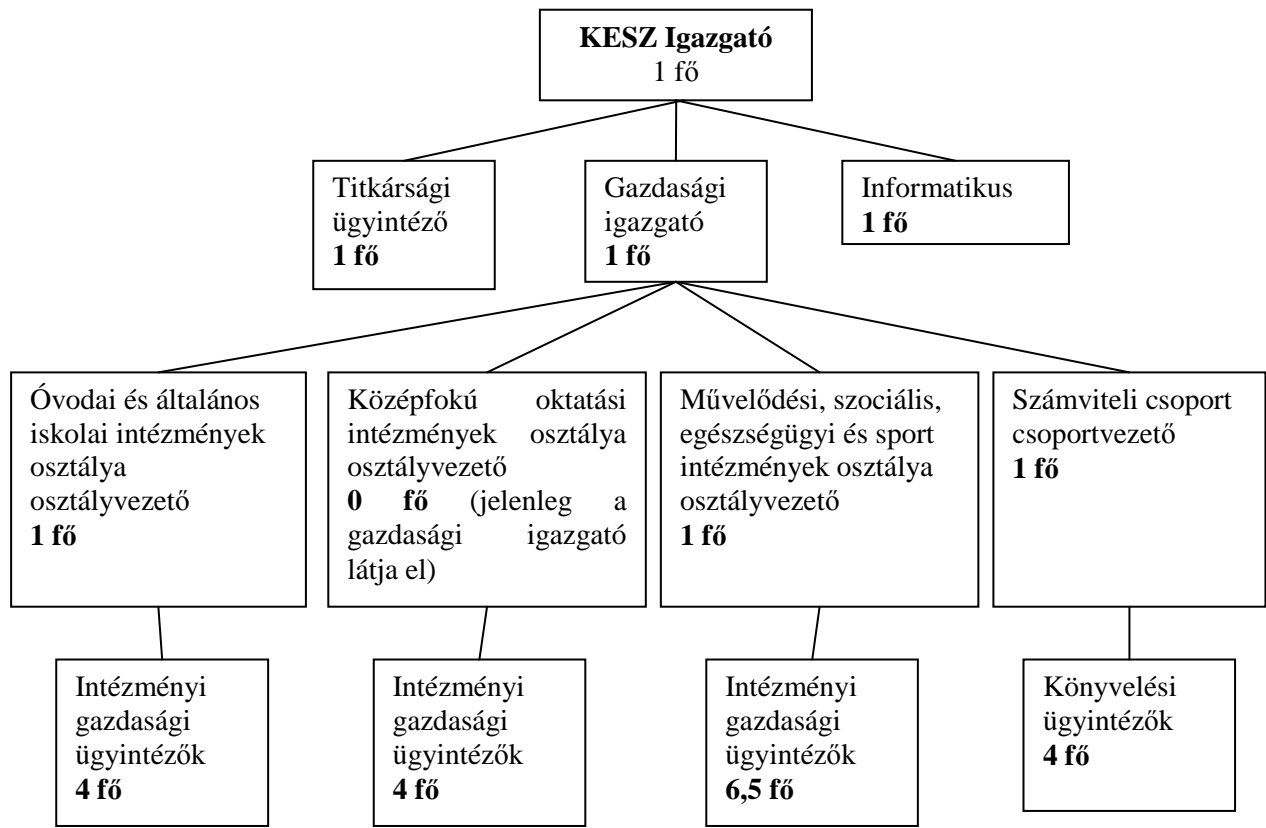 KESZ Igazgató
1 fő
Titkársági
ügyintéző
1 fő
Gazdasági
igazgató
1 fő
Informatikus
1 fő
Óvodai és általános
iskolai intézmények
osztálya
osztályvezető
1 fő
Középfokú oktatási
intézmények osztálya
osztályvezető
0 fő (jelenleg a
gazdasági igazgató
látja el)
Művelődési, szociális,
egészségügyi és sport
intézmények osztálya
osztályvezető
1 fő
Számviteli csoport
csoportvezető
1 fő
Intézményi
gazdasági
ügyintézők
4 fő
Intézményi
gazdasági
ügyintézők
4 fő
Intézményi
gazdasági
ügyintézők
6,5 fő
Könyvelési
ügyintézők
4 fő